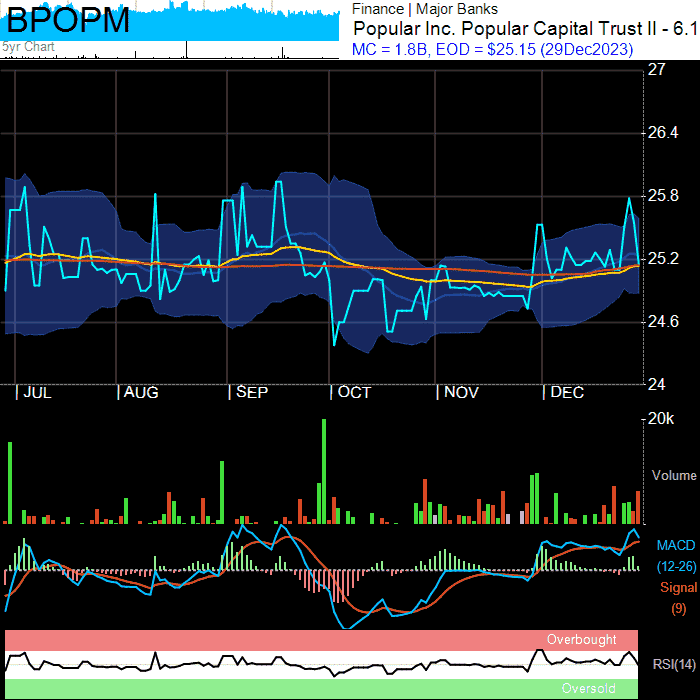 BPOPM
5yr Chart
Finance | Major Banks
Popular Inc. Popular Capital Trust II - 6.1
MC = 1.8B, EOD = $25.15 (29Dec2023)
27
26.4
25.8
25.2
24.6
24
JUL AUG SEP OCT NOV DEC
20k
Volume
MACD
(12-26)
Signal
(9)
Overbought
RSI(14)
Oversold